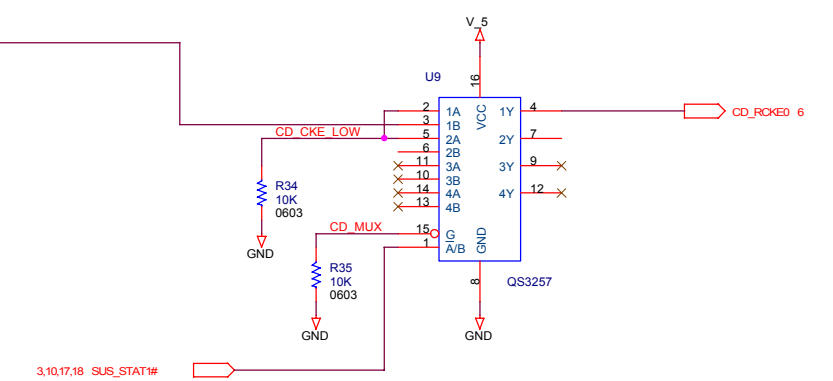 V_5
U9
16
VCC
2 1A 1Y 4 CD_RCKE0 6
3 1B
CD_CKE_LOW 5 2A 2Y 7
6 2B
11 3A 3Y 9
10 3B
14 4A 4Y 12
13 4B
R34
10K
0603
GND
CD_MUX 15 G
1 A/B
GND
8
QS3257
R35
10K
0603
GND
GND
3,10,17,18 SUS_STAT1#